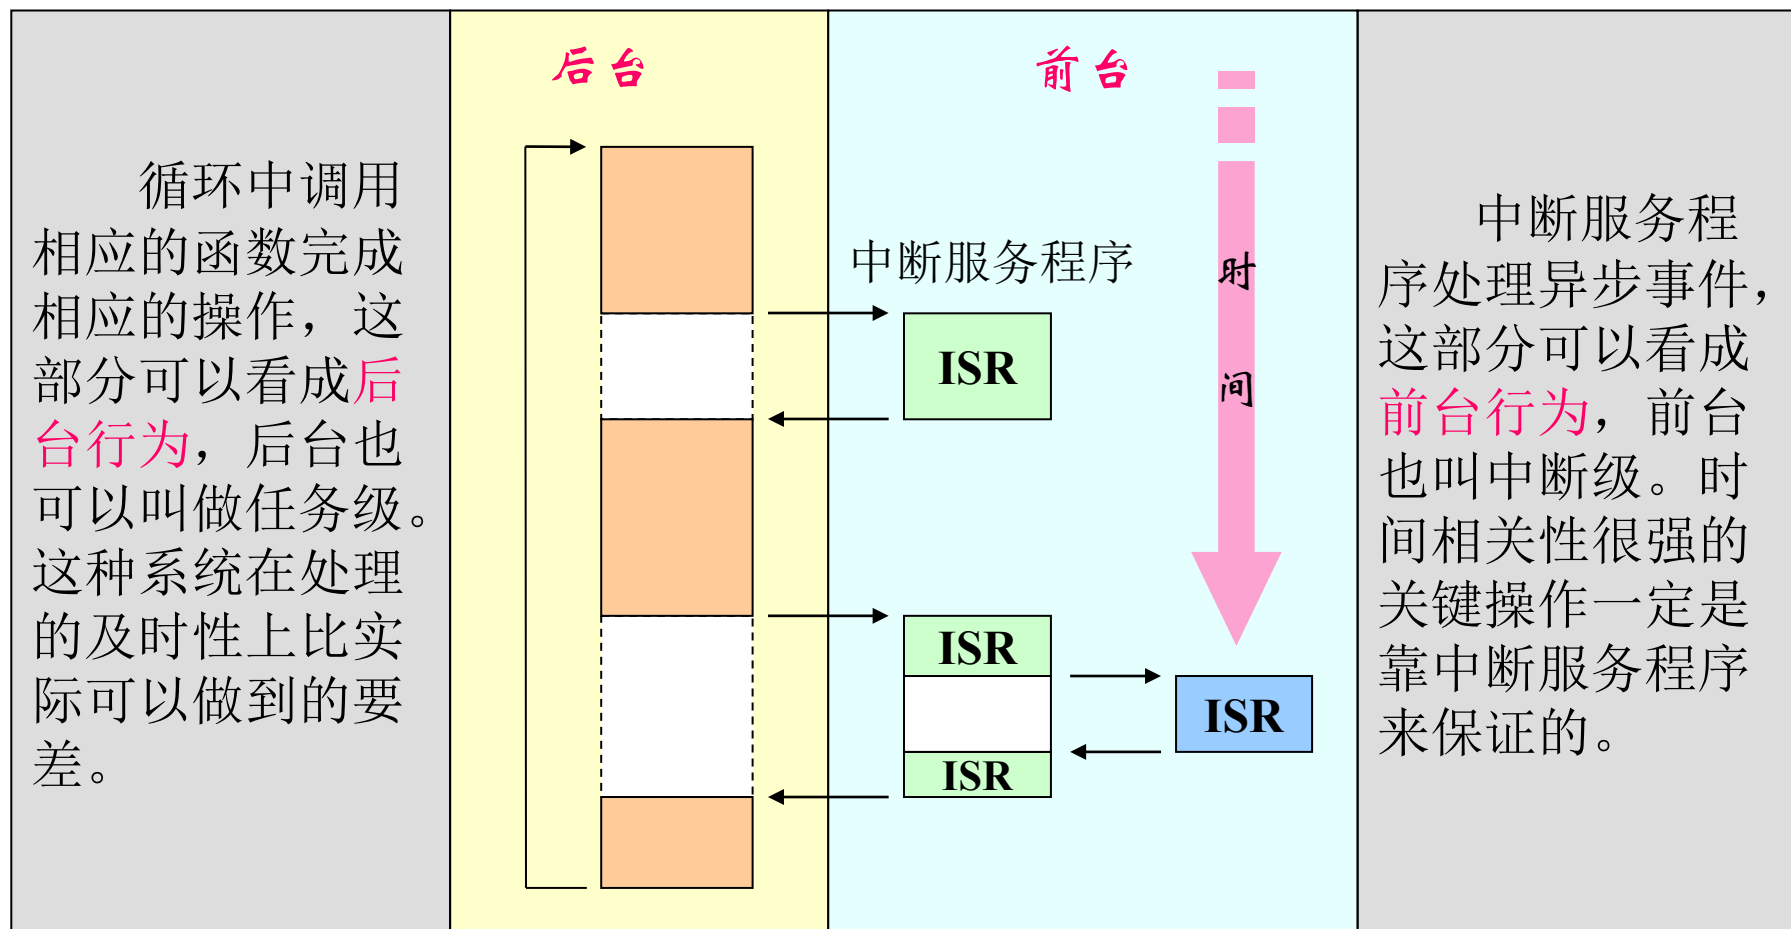 循环中调用
相应的函数完成
相应的操作，这
部分可以看成后
台行为，后台也
可以叫做任务级。
这种系统在处理
的及时性上比实
际可以做到的要
差。
后台
前台
中断服务程序
时
间
ISR
ISR
ISR
ISR
中断服务程
序处理异步事件，
这部分可以看成
前台行为，前台
也叫中断级。时
间相关性很强的
关键操作一定是
靠中断服务程序
来保证的。